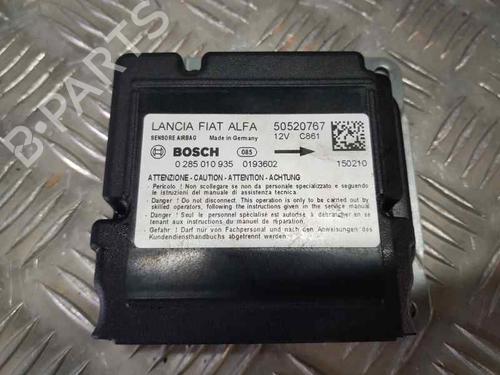 LANCIA FIAT ALFA 50520767
SENSORE AIRBAG Made in Germany 12V C861
BOSCH 085
0 285 010 935 0193602 150210
ATTENZIONE - CAUTION - ATTENTION - ACHTUNG
- Pericolo ! Non scollegare se non da personale specializzato e seguendo
le istruzioni del manuale di assistenza tecnica.
- Danger ! Do not disconnect. This operation is only be carried out by
skilled operators, following the instructions given in the service manual
- Danger ! Seul le personnel spécialisé est autorisé à débrancher en se
tenant aux instructions du manuel de réparation.
- Gefahr ! Darf nur von Fachpersonal und nach den Anweisungen des
Kundendiensthandbuchs abgetrennt werden.
B-PARTS